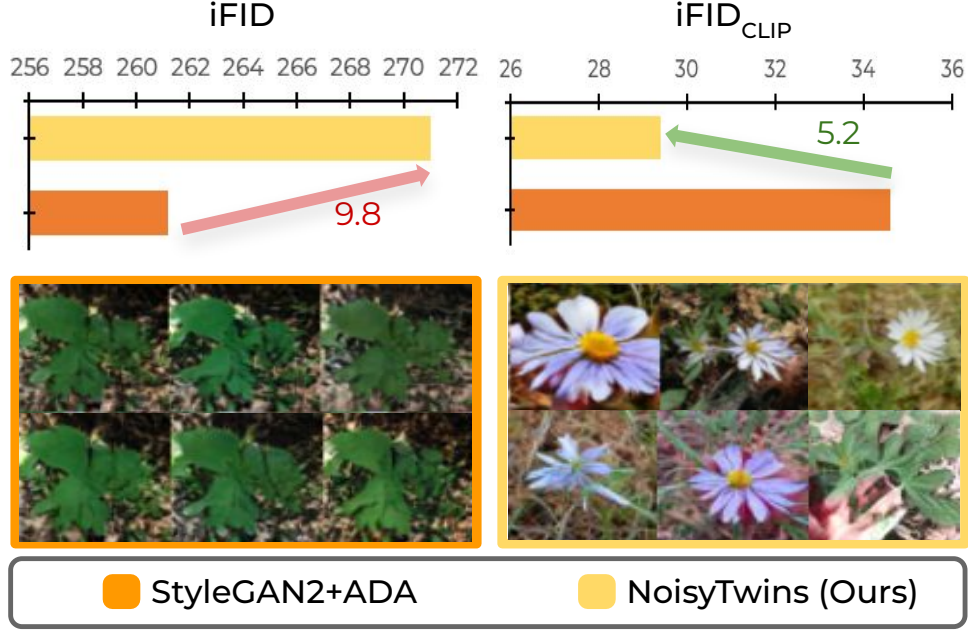 iFID
iFID_CLIP
256 258 260 262 264 266 268 270 272
26 28 30 32 34 36
5.2
9.8
StyleGAN2+ADA
NoisyTwins (Ours)